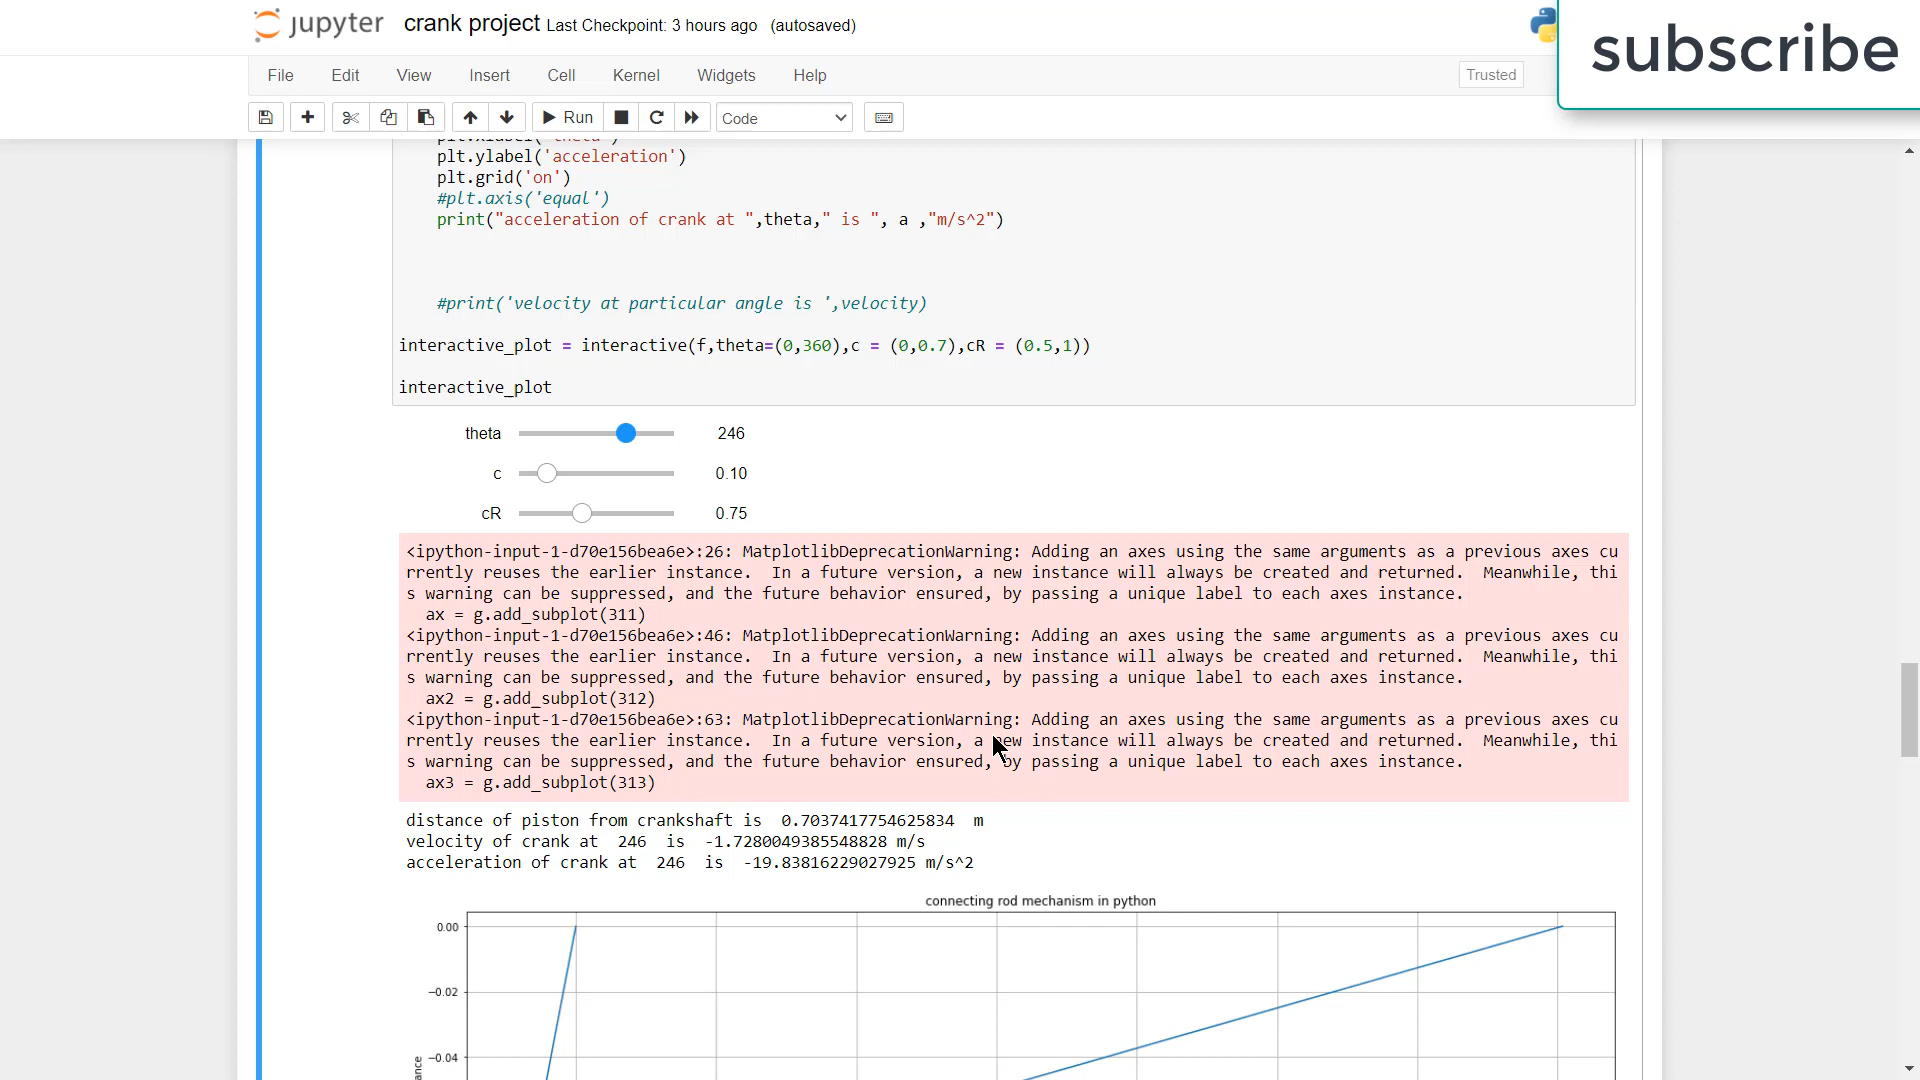 jupyter crank project Last Checkpoint: 3 hours ago (autosaved)
subscribe
File Edit View Insert Cell Kernel Widgets Help
Trusted
Run Code
plt.xlabel('theta')
plt.ylabel('acceleration')
plt.grid('on')
#plt.axis('equal')
print("acceleration of crank at ",theta," is ", a ,"m/s^2")
#print('velocity at particular angle is ',velocity)
interactive_plot = interactive(f,theta=(0,360),c = (0,0.7),cR = (0.5,1))
interactive_plot
theta 246
c 0.10
cR 0.75
<ipython-input-1-d70e156bea6e>:26: MatplotlibDeprecationWarning: Adding an axes using the same arguments as a previous axes cu
rrently reuses the earlier instance.  In a future version, a new instance will always be created and returned.  Meanwhile, thi
s warning can be suppressed, and the future behavior ensured, by passing a unique label to each axes instance.
ax = g.add_subplot(311)
<ipython-input-1-d70e156bea6e>:46: MatplotlibDeprecationWarning: Adding an axes using the same arguments as a previous axes cu
rrently reuses the earlier instance.  In a future version, a new instance will always be created and returned.  Meanwhile, thi
s warning can be suppressed, and the future behavior ensured, by passing a unique label to each axes instance.
ax2 = g.add_subplot(312)
<ipython-input-1-d70e156bea6e>:63: MatplotlibDeprecationWarning: Adding an axes using the same arguments as a previous axes cu
rrently reuses the earlier instance.  In a future version, a new instance will always be created and returned.  Meanwhile, thi
s warning can be suppressed, and the future behavior ensured, by passing a unique label to each axes instance.
ax3 = g.add_subplot(313)
distance of piston from crankshaft is  0.7037417754625834  m
velocity of crank at  246  is  -1.7280049385548828 m/s
acceleration of crank at  246  is  -19.83816229027925 m/s^2
connecting rod mechanism in python
0.00
−0.02
−0.04